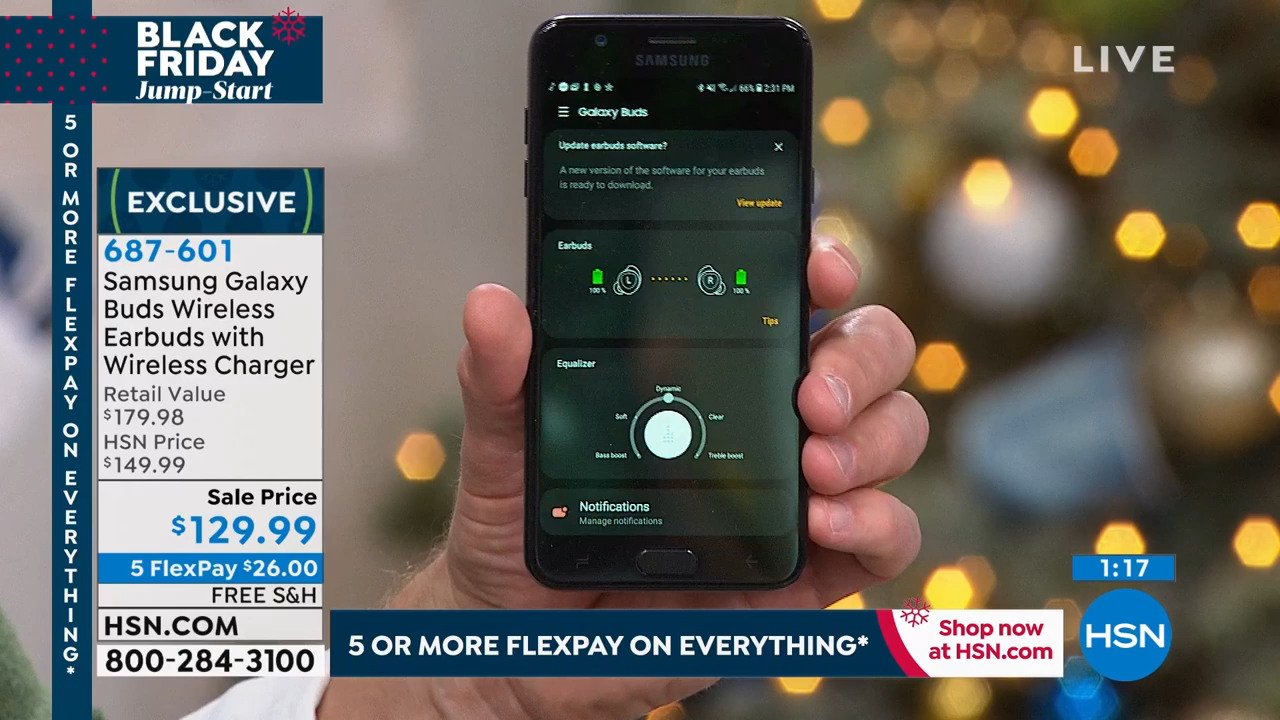 BLACK
FRIDAY
Jump-Start
5 OR MORE FLEXPAY ON EVERYTHING*
EXCLUSIVE
687-601
Samsung Galaxy
Buds Wireless
Earbuds with
Wireless Charger
Retail Value
$179.98
HSN Price
$149.99
Sale Price
$129.99
5 FlexPay $26.00
FREE S&H
HSN.COM
800-284-3100
LIVE
SAMSUNG
66% 2:31 PM
Galaxy Buds
Update earbuds software?
A new version of the software for your earbuds
is ready to download.
View update
Earbuds
L R
100 % 100 %
Tips
Equalizer
Dynamic
Soft Clear
Bass boost Treble boost
Notifications
Manage notifications
5 OR MORE FLEXPAY ON EVERYTHING*
Shop now
at HSN.com
1:17
HSN